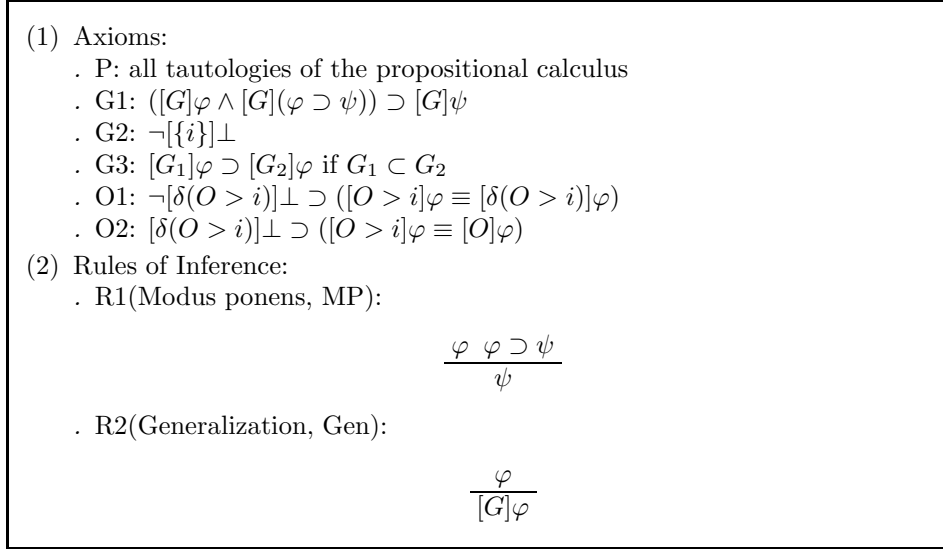 (1) Axioms:
. P: all tautologies of the propositional calculus
. G1: ([G]φ ∧ [G](φ ⊃ ψ)) ⊃ [G]ψ
. G2: ¬[{i}]⊥
. G3: [G₁]φ ⊃ [G₂]φ if G₁ ⊂ G₂
. O1: ¬[δ(O > i)]⊥ ⊃ ([O > i]φ ≡ [δ(O > i)]φ)
. O2: [δ(O > i)]⊥ ⊃ ([O > i]φ ≡ [O]φ)
(2) Rules of Inference:
. R1(Modus ponens, MP):
φ φ ⊃ ψ
ψ
. R2(Generalization, Gen):
φ
[G]φ